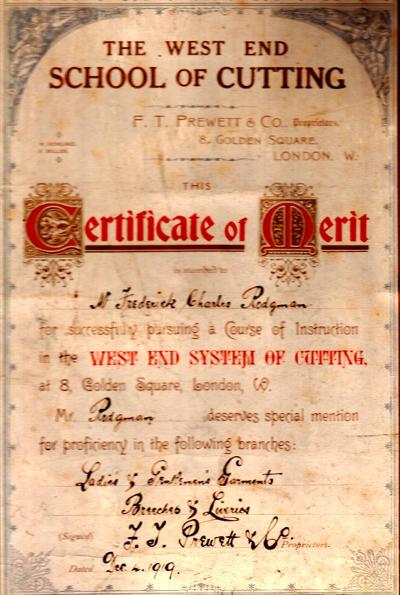 THE WEST END
SCHOOL OF CUTTING
F. T. PREWETT & CO. Proprietors.
8, GOLDEN SQUARE,
LONDON, W.
THIS
Certificate of Merit
is awarded to
Mr Frederick Charles Redgman
for successfully pursuing a Course of Instruction
in the WEST END SYSTEM OF CUTTING,
at 8, Golden Square, London, W.
Mr. Redgman deserves special mention
for proficiency in the following branches:
Ladies & Gentlemen's Garments
Breeches & Liveries
(Signed) F. T. Prewett & Co Proprietors.
Dated Dec. 4. 1919.